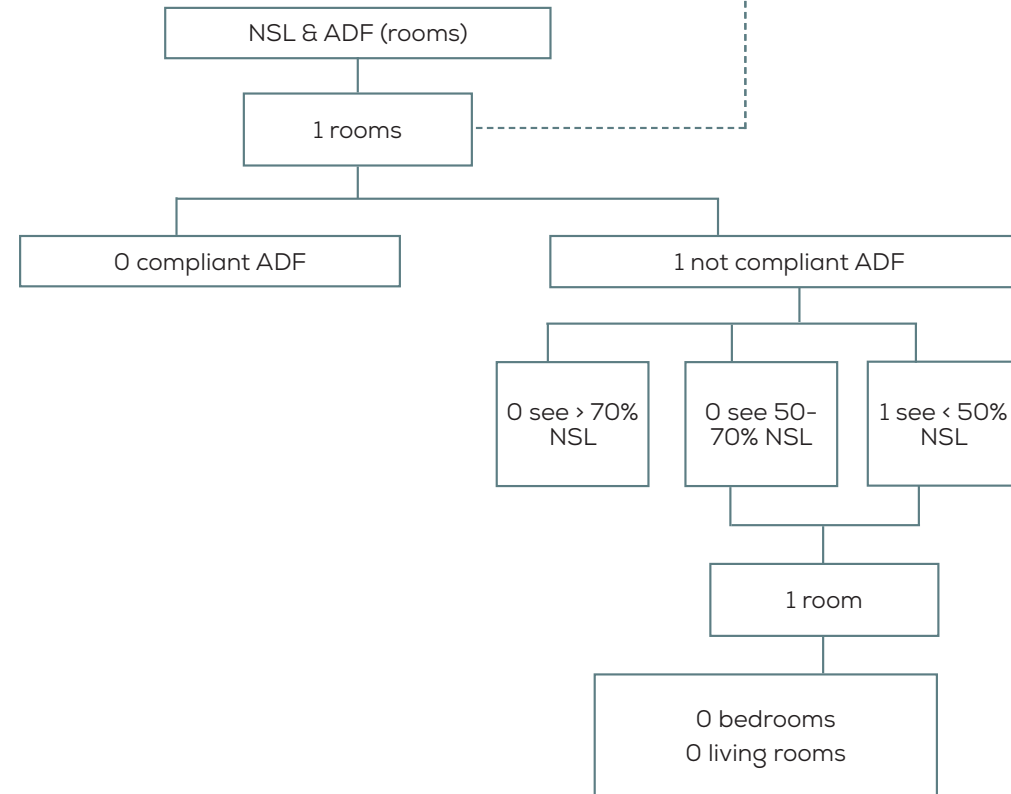 NSL & ADF (rooms)
1 rooms
0 compliant ADF
1 not compliant ADF
0 see > 70%
NSL
0 see 50-
70% NSL
1 see < 50%
NSL
1 room
0 bedrooms
0 living rooms